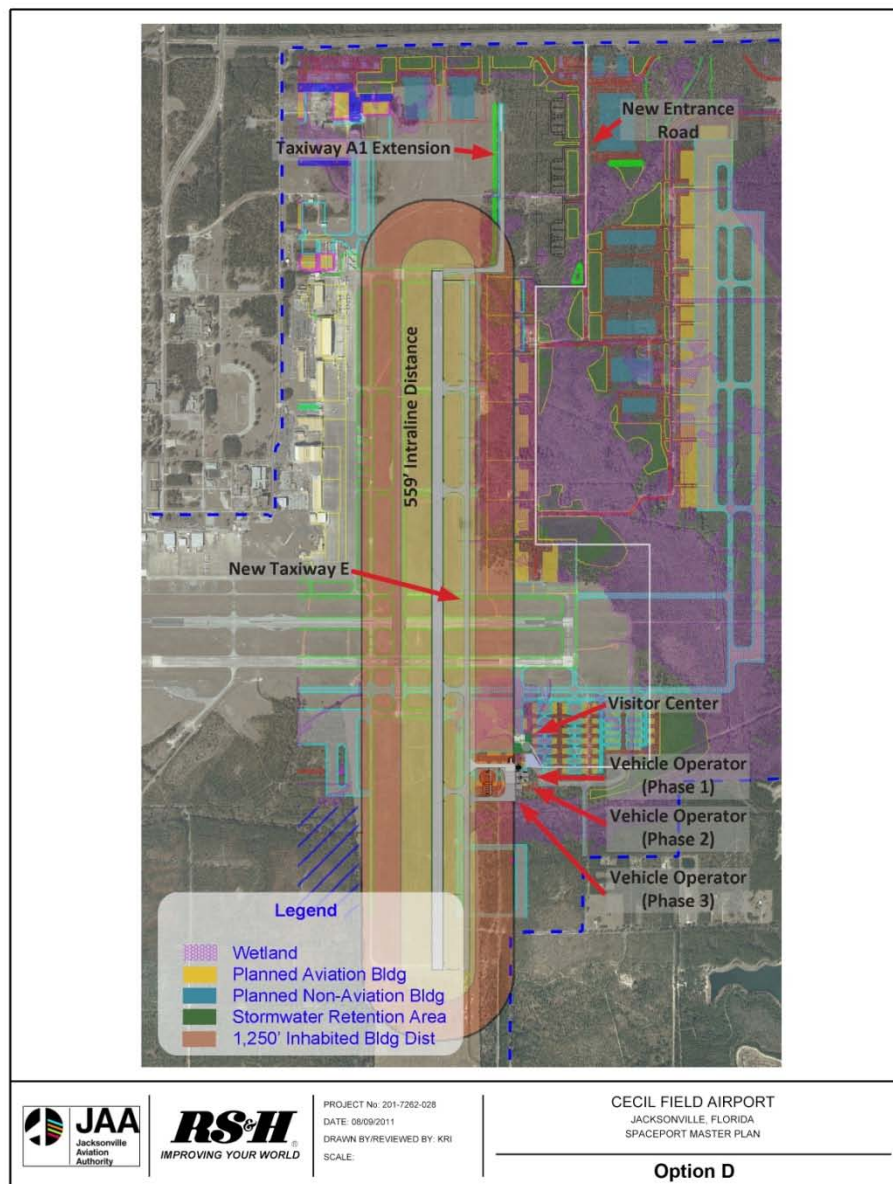 New Entrance
Road
Taxiway A1 Extension
559' Intraline Distance
New Taxiway E
Visitor Center
Vehicle Operator
(Phase 1)
Vehicle Operator
(Phase 2)
Vehicle Operator
(Phase 3)
Legend
Wetland
Planned Aviation Bldg
Planned Non-Aviation Bldg
Stormwater Retention Area
1,250' Inhabited Bldg Dist
JAA
Jacksonville
Aviation
Authority
RS&H®
IMPROVING YOUR WORLD
PROJECT No: 201-7262-028
DATE: 08/09/2011
DRAWN BY/REVIEWED BY: KRI
SCALE:
CECIL FIELD AIRPORT
JACKSONVILLE, FLORIDA
SPACEPORT MASTER PLAN
Option D